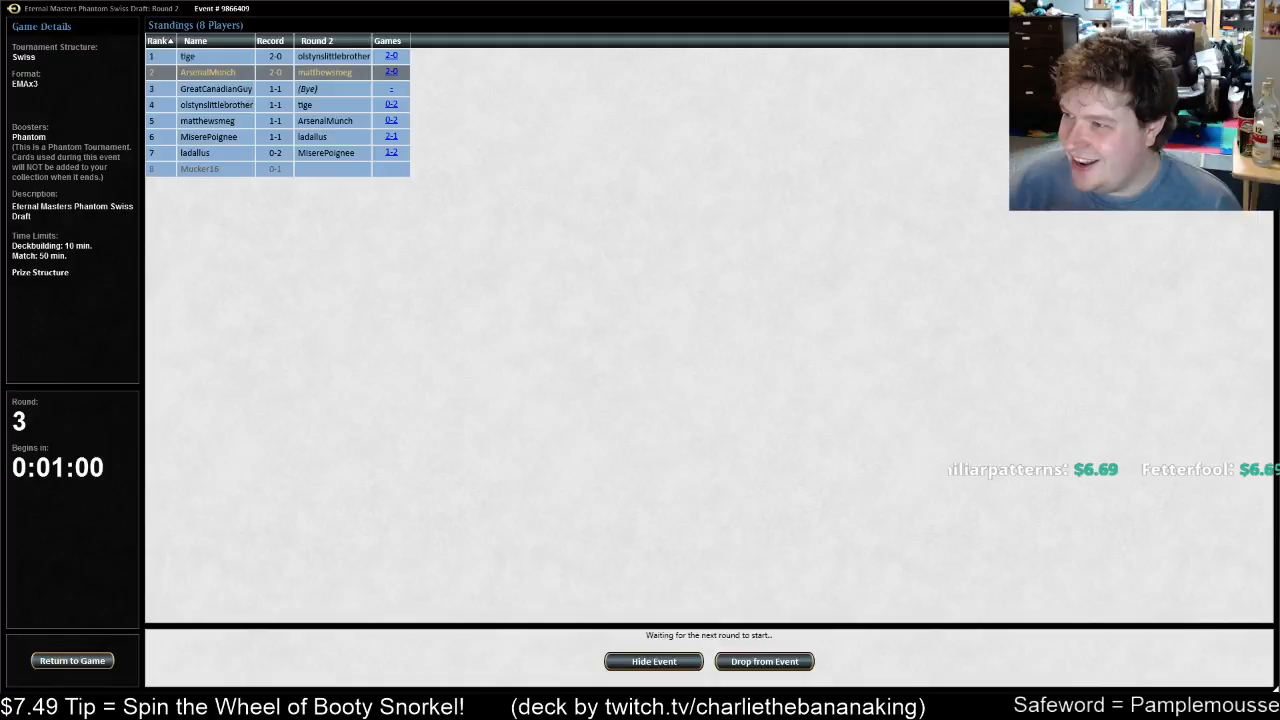 Eternal Masters Phantom Swiss Draft: Round 2 Event # 9866409
Game Details
Tournament Structure:
Swiss
Format:
EMAx3
Boosters:
Phantom
(This is a Phantom Tournament.
Cards used during this event
will NOT be added to your
collection when it ends.)
Description:
Eternal Masters Phantom Swiss
Draft
Time Limits:
Deckbuilding: 10 min.
Match: 50 min.
Prize Structure
Round:
3
Begins in:
0:01:00
Return to Game
Standings (8 Players)
Rank Name Record Round 2 Games
1 tige 2-0 olstynslittlebrother 2-0
2 ArsenalMunch 2-0 matthewsmeg 2-0
3 GreatCanadianGuy 1-1 (Bye) -
4 olstynslittlebrother 1-1 tige 0-2
5 matthewsmeg 1-1 ArsenalMunch 0-2
6 MiserePoignee 1-1 ladallus 2-1
7 ladallus 0-2 MiserePoignee 1-2
8 Mucker16 0-1
iliarpatterns: $6.69 Fetterfool: $6.69
Waiting for the next round to start..
Hide Event Drop from Event
$7.49 Tip = Spin the Wheel of Booty Snorkel! (deck by twitch.tv/charliethebananaking) Safeword = Pamplemousse